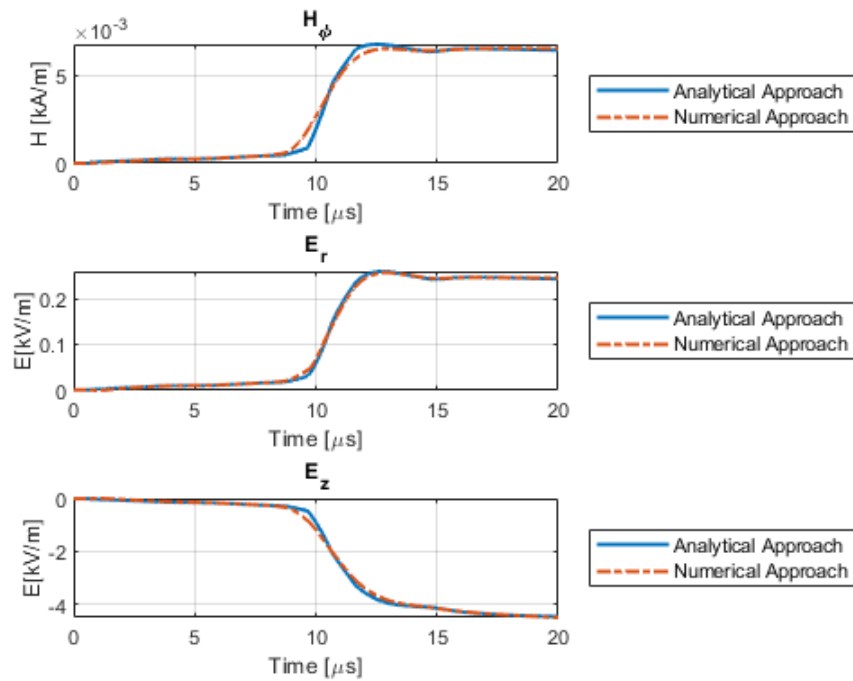 H_ϕ
×10^-3
H [kA/m]
5
0
0 5 10 15 20
Time [μs]
Analytical Approach
Numerical Approach
E_r
E[kV/m]
0.2
0.1
0
0 5 10 15 20
Time [μs]
Analytical Approach
Numerical Approach
E_z
E[kV/m]
0
-2
-4
0 5 10 15 20
Time [μs]
Analytical Approach
Numerical Approach